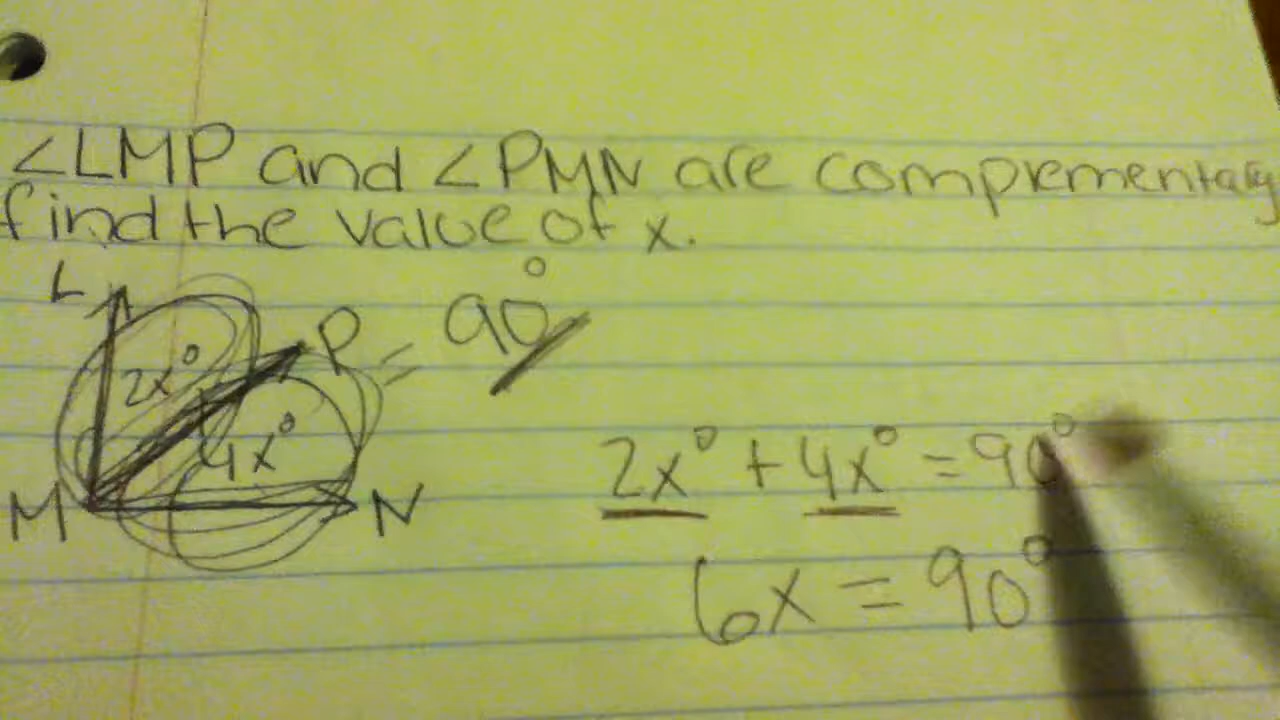 ∠LMP and ∠PMN are complementary
find the value of x.
L
P = 90°
2x°
4x°
M
N
2x° + 4x° = 90°
6x = 90°